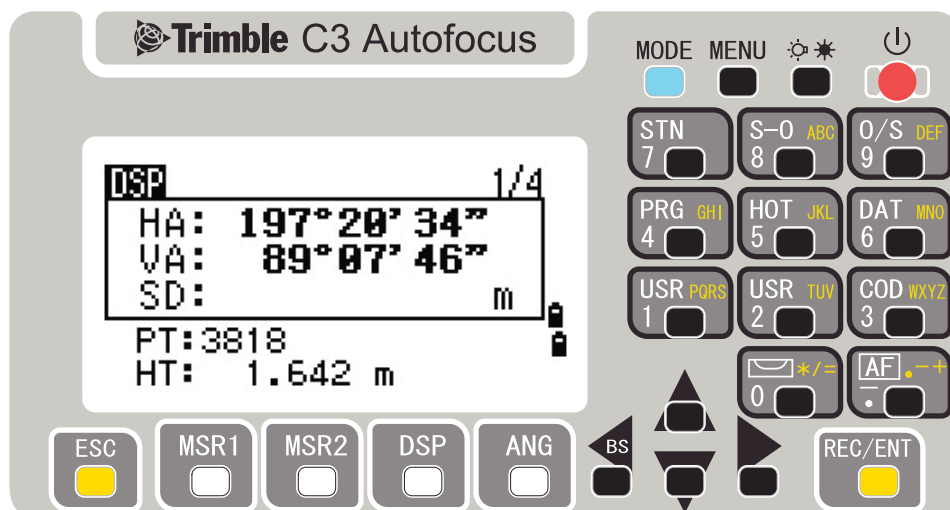 Trimble C3 Autofocus
MODE MENU
STN
7
S-O ABC
8
O/S DEF
9
DSP 1/4
HA: 197°20'34"
VA: 89°07'46"
SD: m
PT:3818
HT: 1.642 m
PRG GHI
4
HOT JKL
5
DAT MNO
6
USR PQRS
1
USR TUV
2
COD WXYZ
3
*/=
0
AF .-+
.
ESC MSR1 MSR2 DSP ANG BS REC/ENT